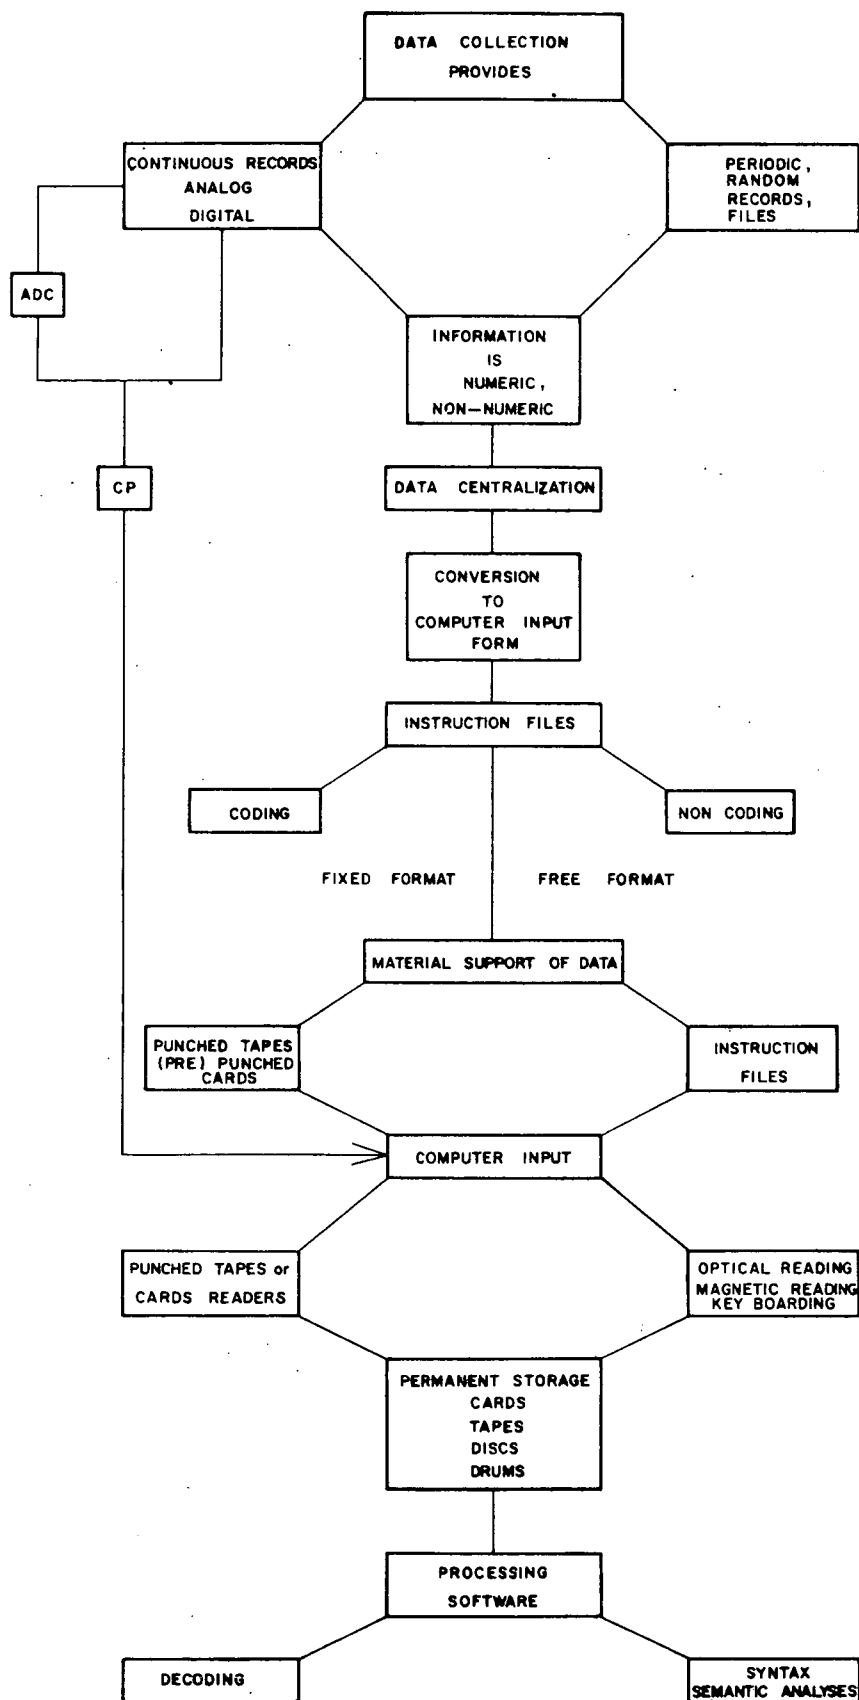 DATA COLLECTION
PROVIDES
CONTINUOUS RECORDS
ANALOG
DIGITAL
PERIODIC,
RANDOM
RECORDS,
FILES
ADC
INFORMATION
IS
NUMERIC,
NON-NUMERIC
CP
DATA CENTRALIZATION
CONVERSION
TO
COMPUTER INPUT
FORM
INSTRUCTION FILES
CODING
NON CODING
FIXED FORMAT
FREE FORMAT
MATERIAL SUPPORT OF DATA
PUNCHED TAPES
(PRE) PUNCHED
CARDS
INSTRUCTION
FILES
COMPUTER INPUT
PUNCHED TAPES or
CARDS READERS
OPTICAL READING
MAGNETIC READING
KEY BOARDING
PERMANENT STORAGE
CARDS
TAPES
DISCS
DRUMS
PROCESSING
SOFTWARE
DECODING
SYNTAX
SEMANTIC ANALYSES